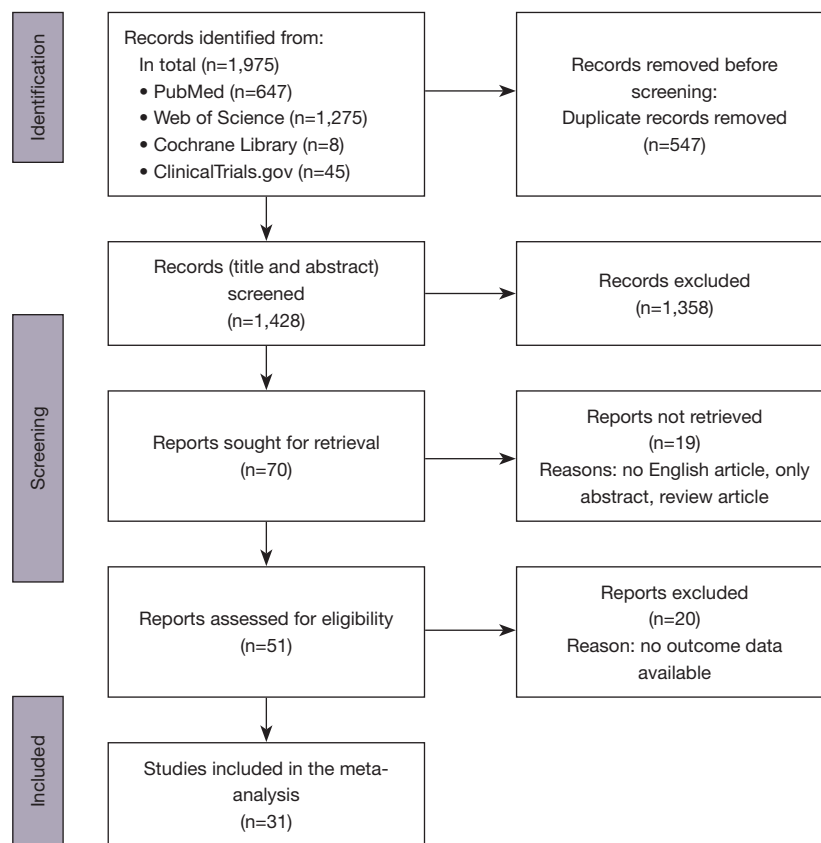 Identification
Records identified from:
In total (n=1,975)
• PubMed (n=647)
• Web of Science (n=1,275)
• Cochrane Library (n=8)
• ClinicalTrials.gov (n=45)
Records removed before
screening:
Duplicate records removed
(n=547)
Screening
Records (title and abstract)
screened
(n=1,428)
Records excluded
(n=1,358)
Reports sought for retrieval
(n=70)
Reports not retrieved
(n=19)
Reasons: no English article, only
abstract, review article
Reports assessed for eligibility
(n=51)
Reports excluded
(n=20)
Reason: no outcome data
available
Included
Studies included in the meta-
analysis
(n=31)